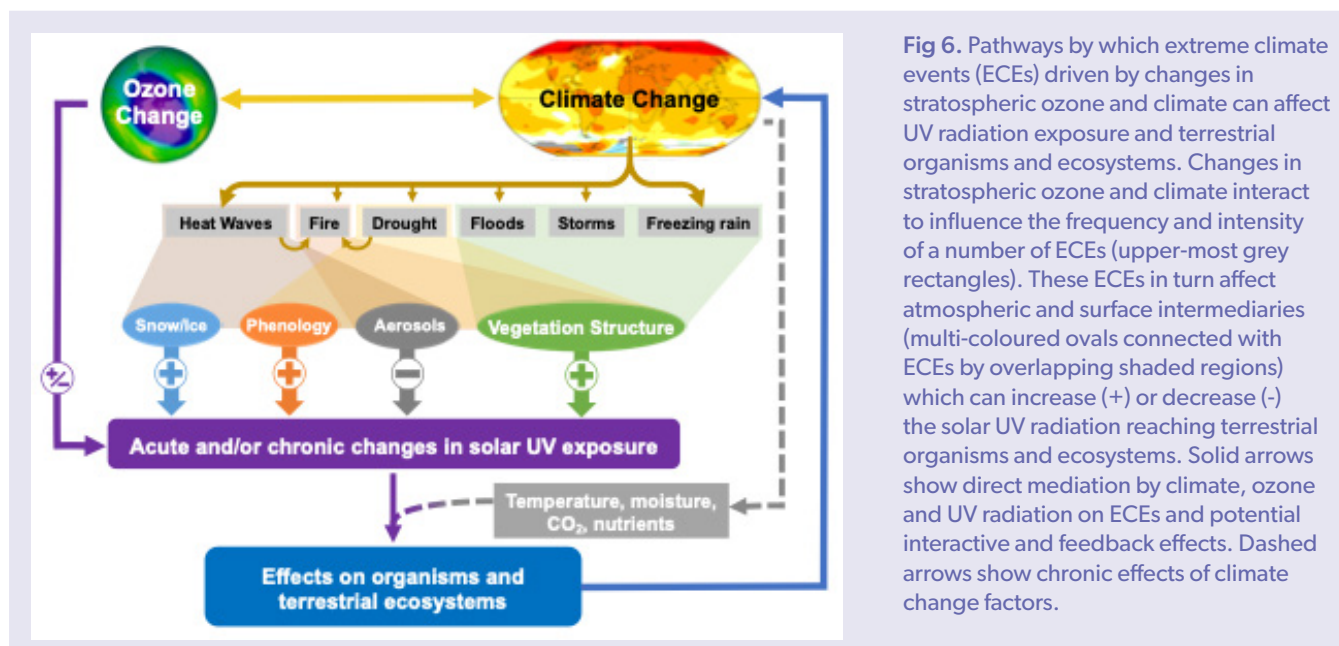 Ozone
Change
Climate Change
Heat Waves
Fire
Drought
Floods
Storms
Freezing rain
Snow/Ice
Phenology
Aerosols
Vegetation Structure
+/-
+
+
−
+
Acute and/or chronic changes in solar UV exposure
Temperature, moisture,
CO₂, nutrients
Effects on organisms and
terrestrial ecosystems
Fig 6. Pathways by which extreme climate
events (ECEs) driven by changes in
stratospheric ozone and climate can affect
UV radiation exposure and terrestrial
organisms and ecosystems. Changes in
stratospheric ozone and climate interact
to influence the frequency and intensity
of a number of ECEs (upper-most grey
rectangles). These ECEs in turn affect
atmospheric and surface intermediaries
(multi-coloured ovals connected with
ECEs by overlapping shaded regions)
which can increase (+) or decrease (-)
the solar UV radiation reaching terrestrial
organisms and ecosystems. Solid arrows
show direct mediation by climate, ozone
and UV radiation on ECEs and potential
interactive and feedback effects. Dashed
arrows show chronic effects of climate
change factors.